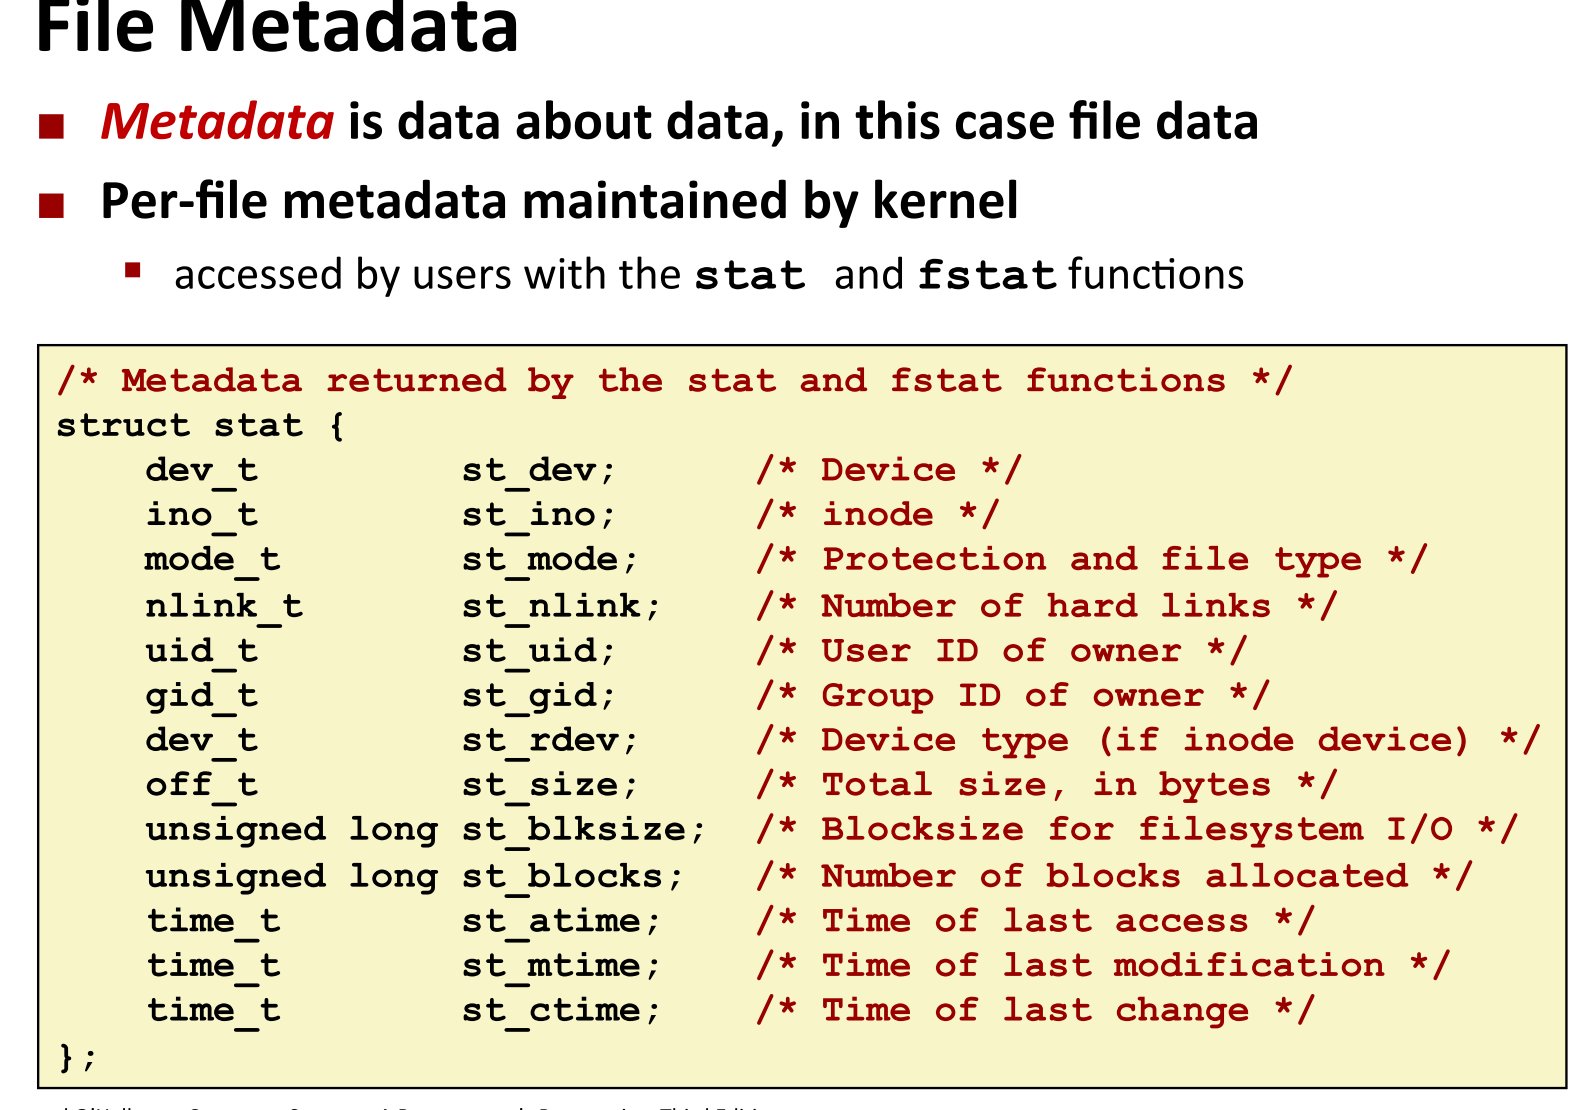 File Metadata
Metadata is data about data, in this case file data
Per-file metadata maintained by kernel
accessed by users with the stat and fstat functions
/* Metadata returned by the stat and fstat functions */
struct stat {
    dev_t         st_dev;      /* Device */
    ino_t         st_ino;      /* inode */
    mode_t        st_mode;     /* Protection and file type */
    nlink_t       st_nlink;    /* Number of hard links */
    uid_t         st_uid;      /* User ID of owner */
    gid_t         st_gid;      /* Group ID of owner */
    dev_t         st_rdev;     /* Device type (if inode device) */
    off_t         st_size;     /* Total size, in bytes */
    unsigned long st_blksize;  /* Blocksize for filesystem I/O */
    unsigned long st_blocks;   /* Number of blocks allocated */
    time_t        st_atime;    /* Time of last access */
    time_t        st_mtime;    /* Time of last modification */
    time_t        st_ctime;    /* Time of last change */
};